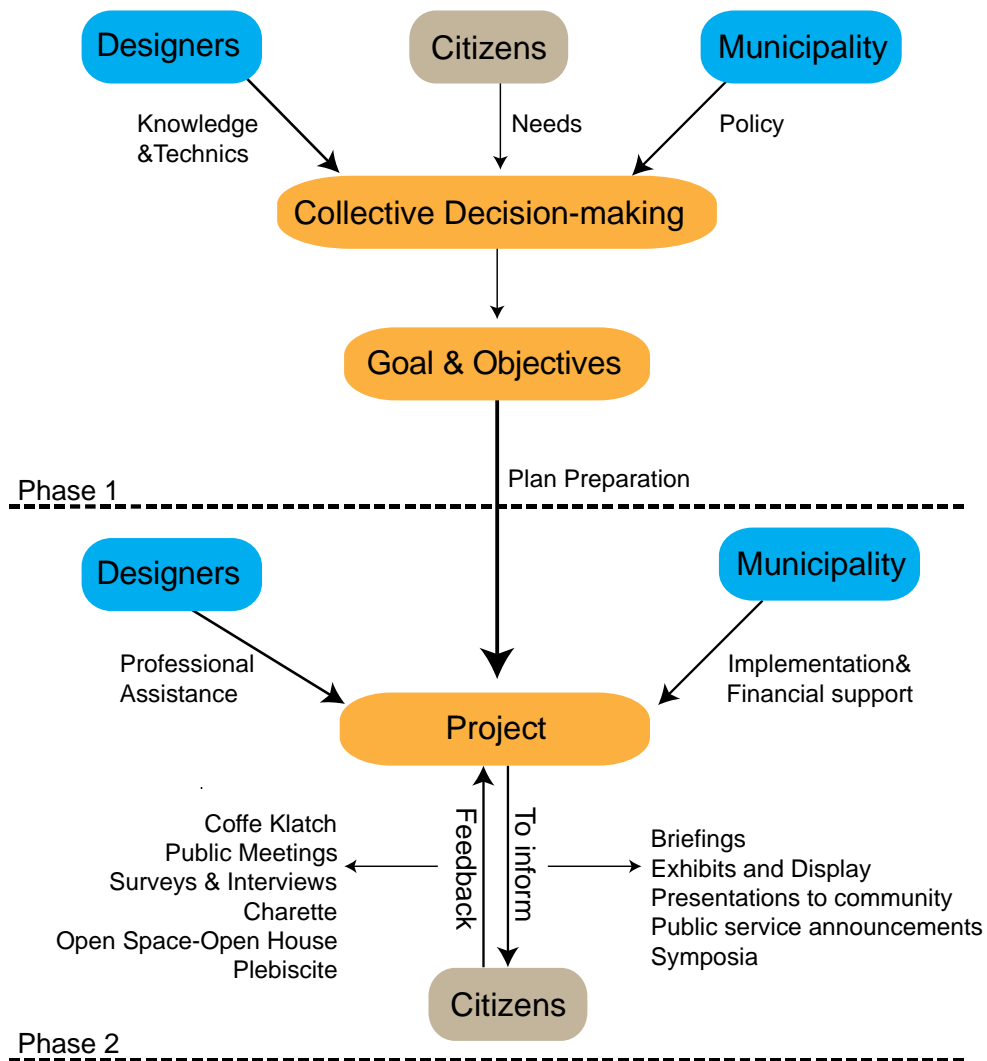 Designers
Citizens
Municipality
Knowledge
&Technics
Needs
Policy
Collective Decision-making
Goal & Objectives
Plan Preparation
Phase 1
Designers
Municipality
Professional
Assistance
Implementation&
Financial support
Project
Feedback
To inform
Coffe Klatch
Public Meetings
Surveys & Interviews
Charette
Open Space-Open House
Plebiscite
Briefings
Exhibits and Display
Presentations to community
Public service announcements
Symposia
Citizens
Phase 2